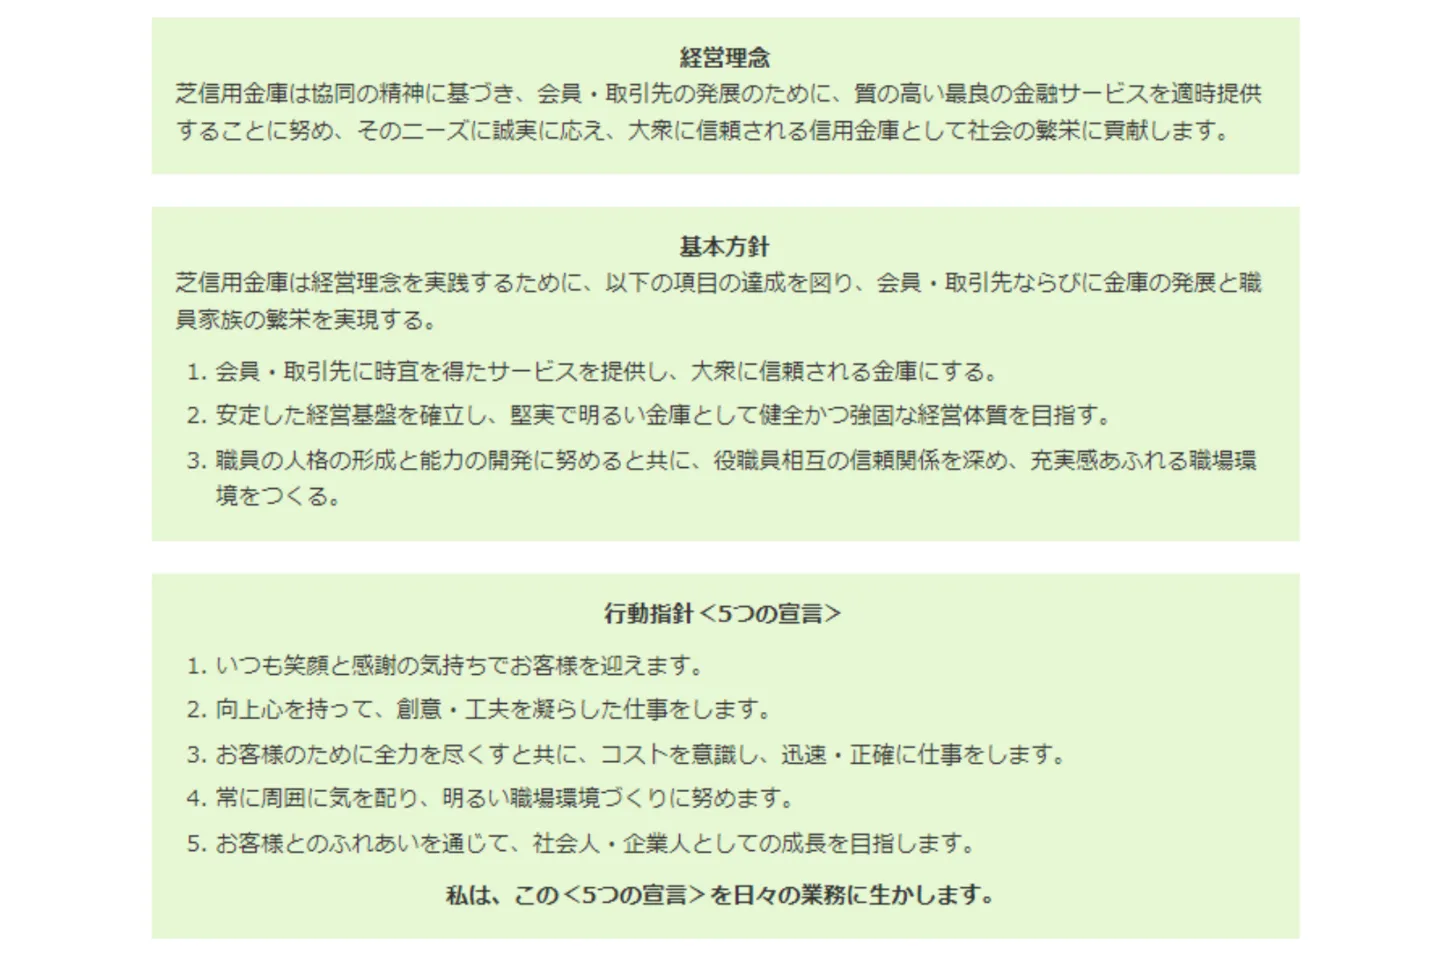 経営理念
芝信用金庫は協同の精神に基づき、会員・取引先の発展のために、質の高い最良の金融サービスを適時提供
することに努め、そのニーズに誠実に応え、大衆に信頼される信用金庫として社会の繁栄に貢献します。
基本方針
芝信用金庫は経営理念を実践するために、以下の項目の達成を図り、会員・取引先ならびに金庫の発展と職
員家族の繁栄を実現する。
1. 会員・取引先に時宜を得たサービスを提供し、大衆に信頼される金庫にする。
2. 安定した経営基盤を確立し、堅実で明るい金庫として健全かつ強固な経営体質を目指す。
3. 職員の人格の形成と能力の開発に努めると共に、役職員相互の信頼関係を深め、充実感あふれる職場環
境をつくる。
行動指針＜5つの宣言＞
1. いつも笑顔と感謝の気持ちでお客様を迎えます。
2. 向上心を持って、創意・工夫を凝らした仕事をします。
3. お客様のために全力を尽くすと共に、コストを意識し、迅速・正確に仕事をします。
4. 常に周囲に気を配り、明るい職場環境づくりに努めます。
5. お客様とのふれあいを通じて、社会人・企業人としての成長を目指します。
私は、この＜5つの宣言＞を日々の業務に生かします。